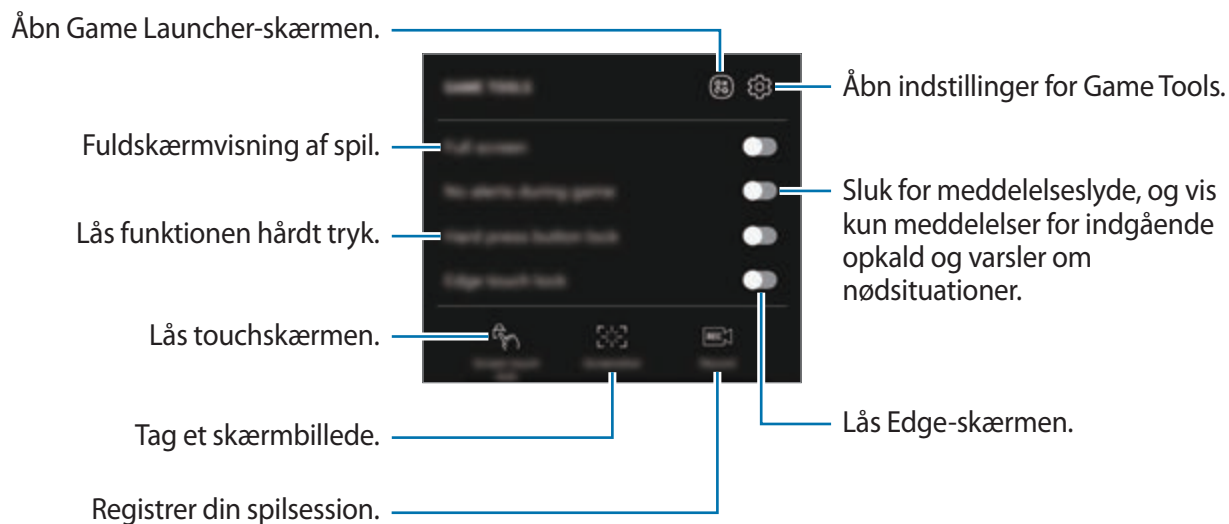 Åbn Game Launcher-skærmen.
GAME TOOLS
Åbn indstillinger for Game Tools.
Fuldskærmvisning af spil.
Full screen
No alerts during game
Sluk for meddelelseslyde, og vis
kun meddelelser for indgående
opkald og varsler om
nødsituationer.
Lås funktionen hårdt tryk.
Hard press button lock
Edge touch lock
Lås touchskærmen.
REC
Tag et skærmbillede.
Lås Edge-skærmen.
Registrer din spilsession.